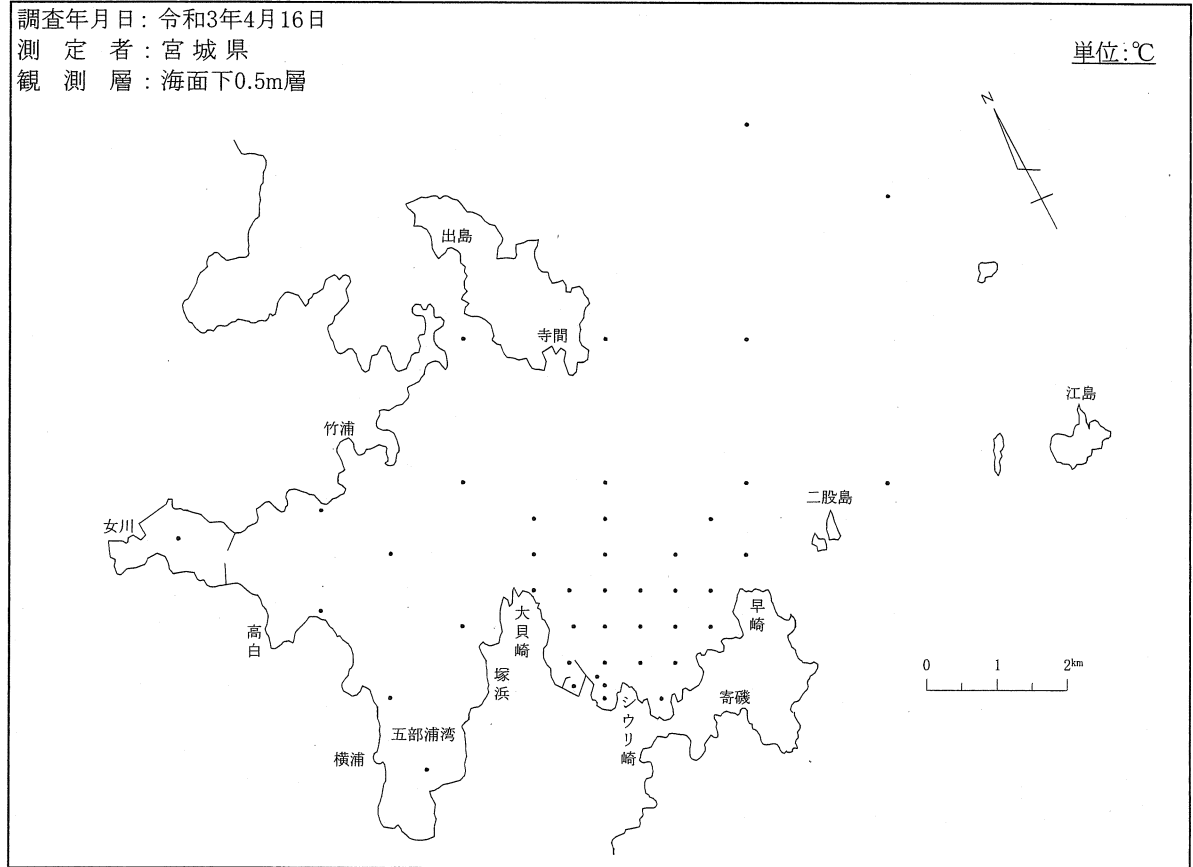 調査年月日：令和3年4月16日
測定者：宮城県
観測層：海面下0.5m層
単位：℃
N
出島
寺間
江島
竹浦
二股島
女川
大貝崎
早崎
高白
塚浜
0 1 2km
シウリ崎
寄磯
五部浦湾
横浦